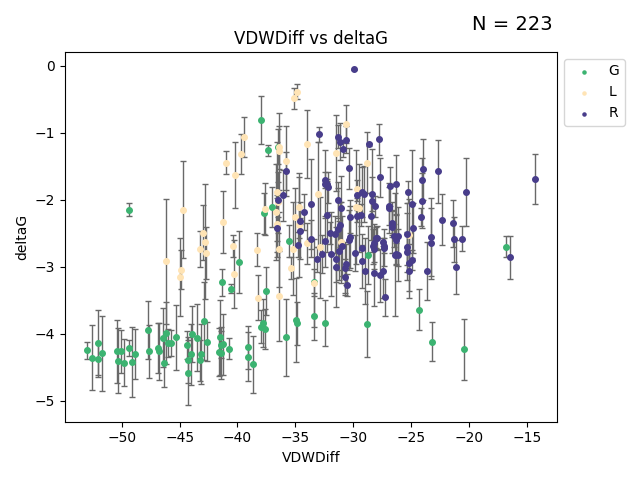 N = 223
VDWDiff vs deltaG
G
L
R
deltaG
0
−1
−2
−3
−4
−5
−50 −45 −40 −35 −30 −25 −20 −15
VDWDiff